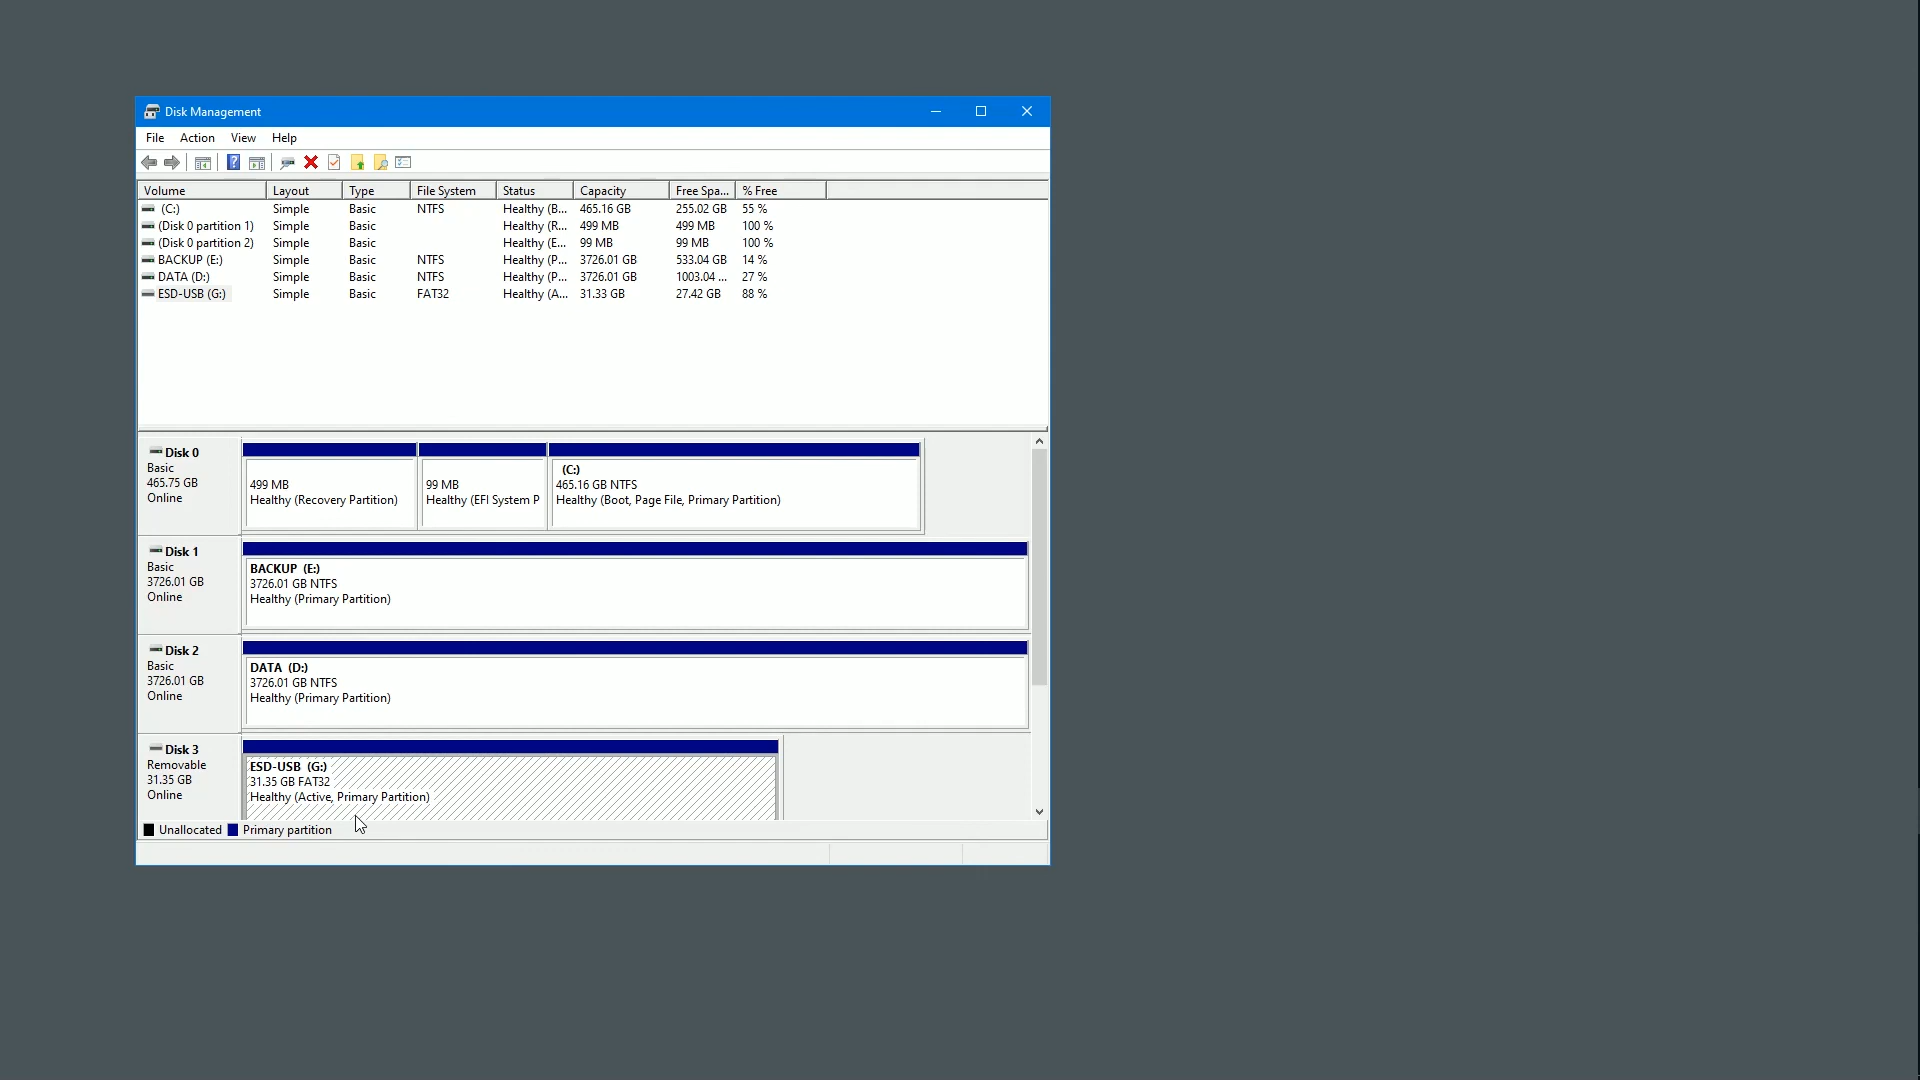 Disk Management
File Action View Help
Volume Layout Type File System Status Capacity Free Spa... % Free
(C:) Simple Basic NTFS Healthy (B... 465.16 GB 255.02 GB 55 %
(Disk 0 partition 1) Simple Basic Healthy (R... 499 MB 499 MB 100 %
(Disk 0 partition 2) Simple Basic Healthy (E... 99 MB 99 MB 100 %
BACKUP (E:) Simple Basic NTFS Healthy (P... 3726.01 GB 533.04 GB 14 %
DATA (D:) Simple Basic NTFS Healthy (P... 3726.01 GB 1003.04 ... 27 %
ESD-USB (G:) Simple Basic FAT32 Healthy (A... 31.33 GB 27.42 GB 88 %
Disk 0
Basic
465.75 GB
Online
499 MB
Healthy (Recovery Partition)
99 MB
Healthy (EFI System P
(C:)
465.16 GB NTFS
Healthy (Boot, Page File, Primary Partition)
Disk 1
Basic
3726.01 GB
Online
BACKUP (E:)
3726.01 GB NTFS
Healthy (Primary Partition)
Disk 2
Basic
3726.01 GB
Online
DATA (D:)
3726.01 GB NTFS
Healthy (Primary Partition)
Disk 3
Removable
31.35 GB
Online
ESD-USB (G:)
31.35 GB FAT32
Healthy (Active, Primary Partition)
Unallocated Primary partition